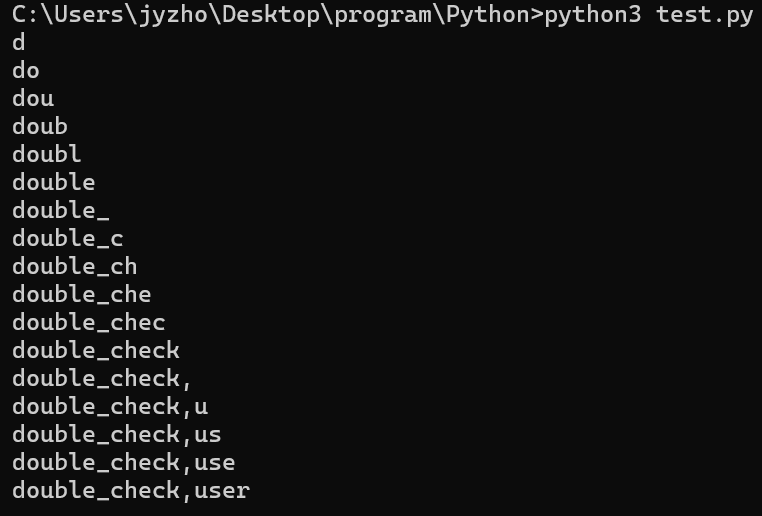 C:\Users\jyzho\Desktop\program\Python>python3 test.py
d
do
dou
doub
doubl
double
double_
double_c
double_ch
double_che
double_chec
double_check
double_check,
double_check,u
double_check,us
double_check,use
double_check,user